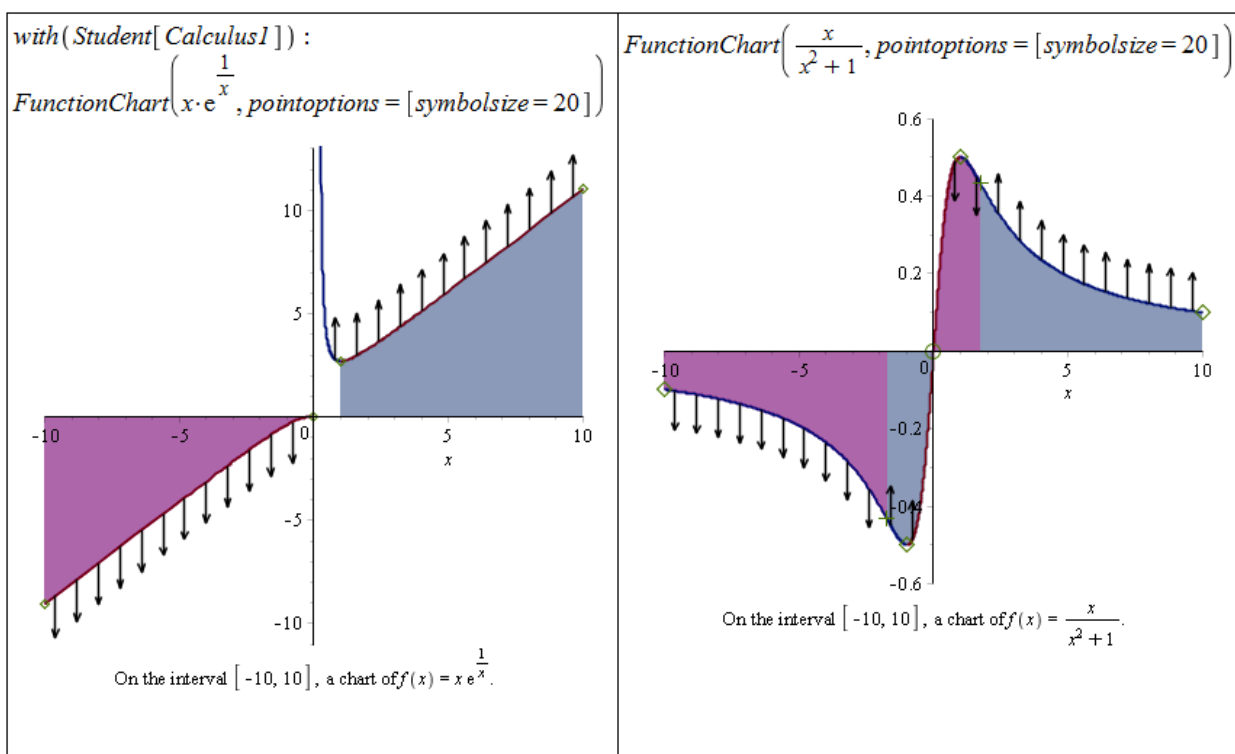 with(Student[Calculus1]) :
FunctionChart(x·e^(1/x), pointoptions = [symbolsize = 20])
10
5
-10
-5
0
5
10
x
-5
-10
On the interval [ -10, 10 ], a chart of f(x) = x e^(1/x).
FunctionChart(x/(x²+1), pointoptions = [symbolsize = 20])
0.6
0.4
0.2
-10
-5
0
5
10
x
-0.2
-0.4
-0.6
On the interval [ -10, 10 ], a chart of f(x) = x/(x²+1).